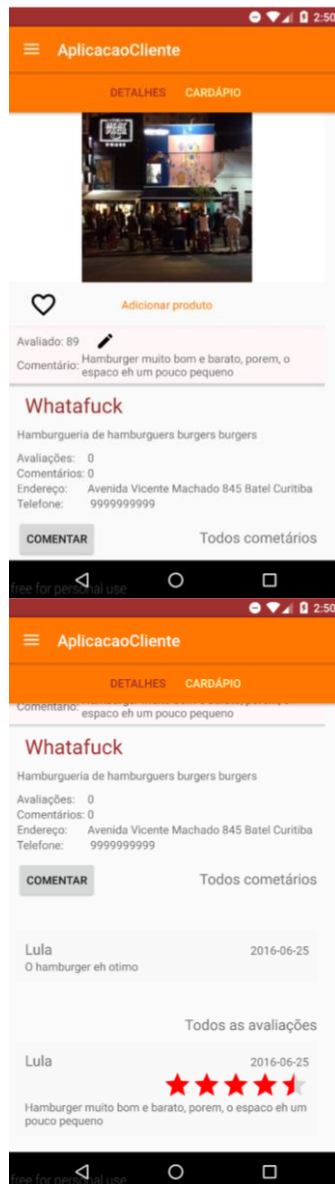 2:50
AplicacaoCliente
DETALHES CARDÁPIO
Adicionar produto
Avaliado: 89
Comentário: Hamburger muito bom e barato, porem, o
espaco eh um pouco pequeno
Whatafuck
Hamburgueria de hamburguers burgers burgers
Avaliações: 0
Comentários: 0
Endereço: Avenida Vicente Machado 845 Batel Curitiba
Telefone: 9999999999
COMENTAR Todos cometários
free for personal use
2:50
AplicacaoCliente
DETALHES CARDÁPIO
Comentário: Hamburger muito bom e barato, porem, o
espaco eh um pouco pequeno
Whatafuck
Hamburgueria de hamburguers burgers burgers
Avaliações: 0
Comentários: 0
Endereço: Avenida Vicente Machado 845 Batel Curitiba
Telefone: 9999999999
COMENTAR Todos cometários
Lula 2016-06-25
O hamburger eh otimo
Todos as avaliações
Lula 2016-06-25
Hamburger muito bom e barato, porem, o espaco eh um
pouco pequeno
free for personal use